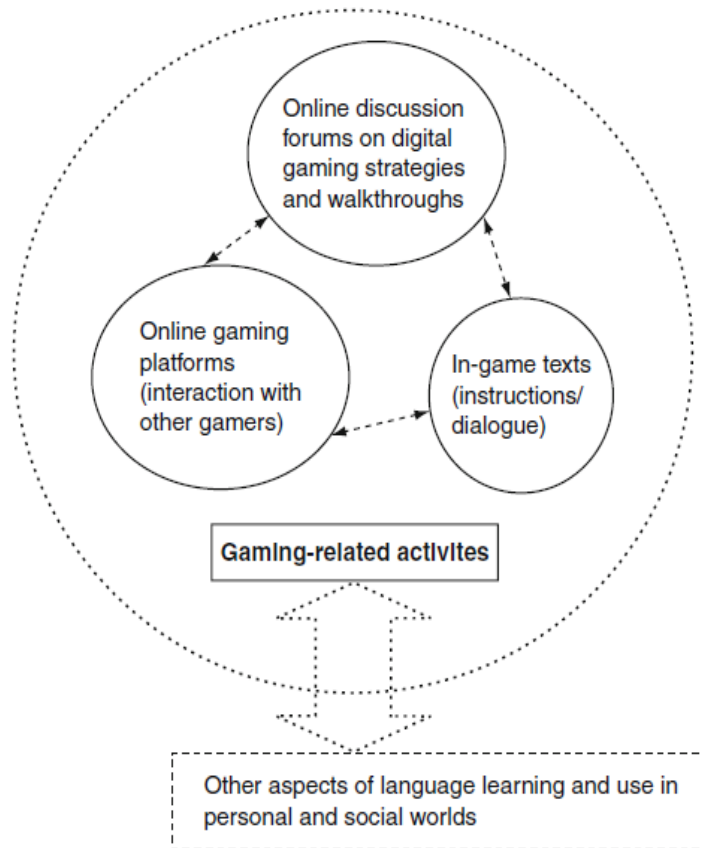 Online discussion
forums on digital
gaming strategies
and walkthroughs
Online gaming
platforms
(interaction with
other gamers)
In-game texts
(instructions/
dialogue)
Gaming-related activites
Other aspects of language learning and use in
personal and social worlds